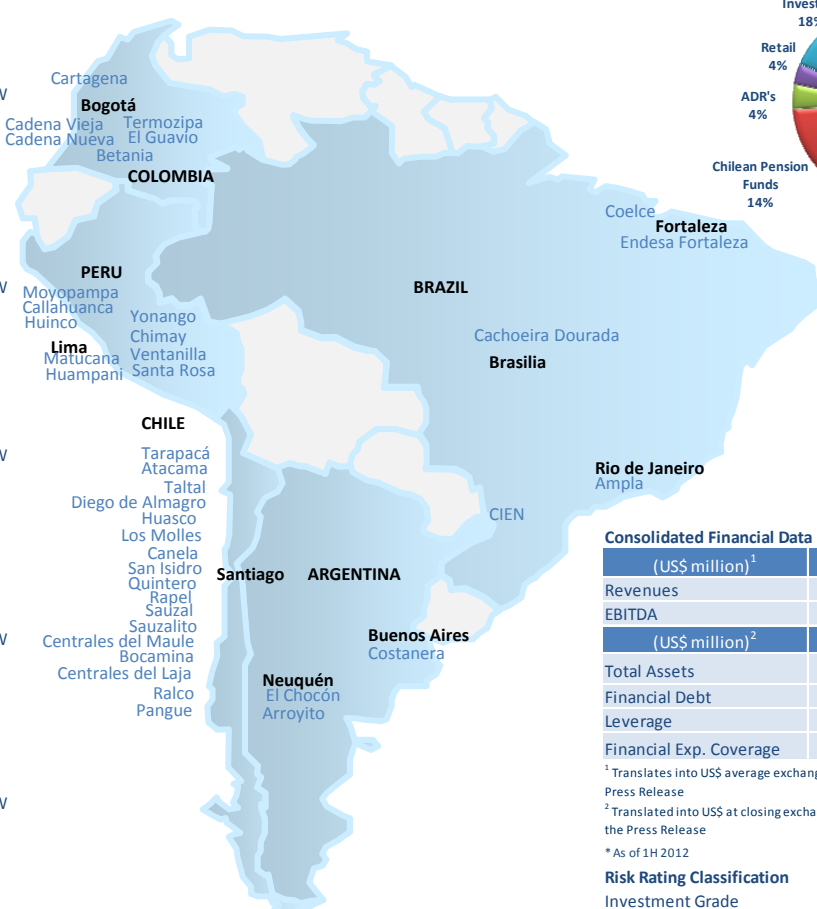 Invest
18%
Retail
4%
ADR's
4%
Chilean Pension
Funds
14%
Cartagena
W
Bogotá
Cadena Vieja
Termozipa
Cadena Nueva
El Guavio
Betania
COLOMBIA
Coelce
Fortaleza
Endesa Fortaleza
PERU
BRAZIL
W
Moyopampa
Callahuanca
Huinco
Yonango
Chimay
Lima
Matucana
Ventanilla
Huampani
Santa Rosa
Cachoeira Dourada
Brasilia
CHILE
W
Tarapacá
Atacama
Taltal
Diego de Almagro
Huasco
Los Molles
Canela
San Isidro
Quintero
Rapel
Sauzal
Sauzalito
W
Centrales del Maule
Bocamina
Centrales del Laja
Ralco
Pangue
Santiago
ARGENTINA
Rio de Janeiro
Ampla
CIEN
Buenos Aires
Costanera
Neuquén
El Chocón
Arroyito
W
Consolidated Financial Data
(US$ million)1
Revenues
EBITDA
(US$ million)2
Total Assets
Financial Debt
Leverage
Financial Exp. Coverage
1 Translates into US$ average exchang
Press Release
2 Translated into US$ at closing excha
the Press Release
* As of 1H 2012
Risk Rating Classification
Investment Grade